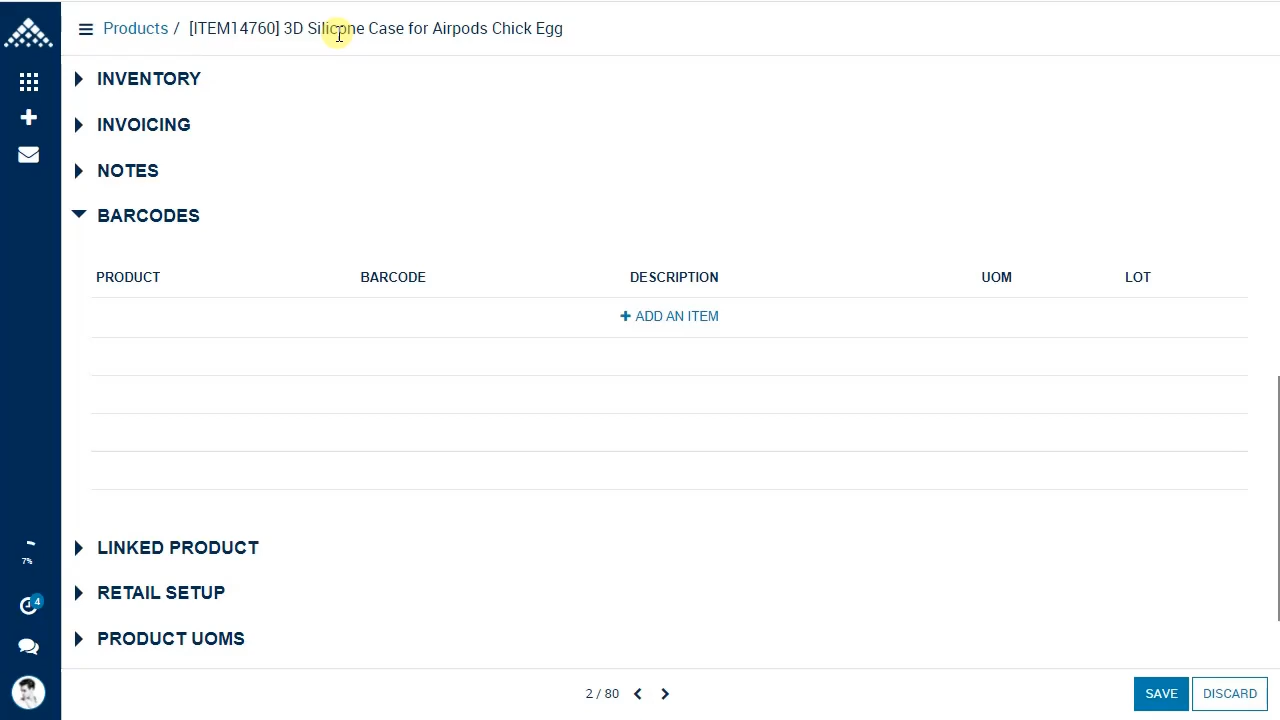 Products / [ITEM14760] 3D Silicone Case for Airpods Chick Egg
INVENTORY
INVOICING
NOTES
BARCODES
PRODUCT BARCODE DESCRIPTION UOM LOT
ADD AN ITEM
LINKED PRODUCT
RETAIL SETUP
PRODUCT UOMS
7%
4
2 / 80
SAVE DISCARD